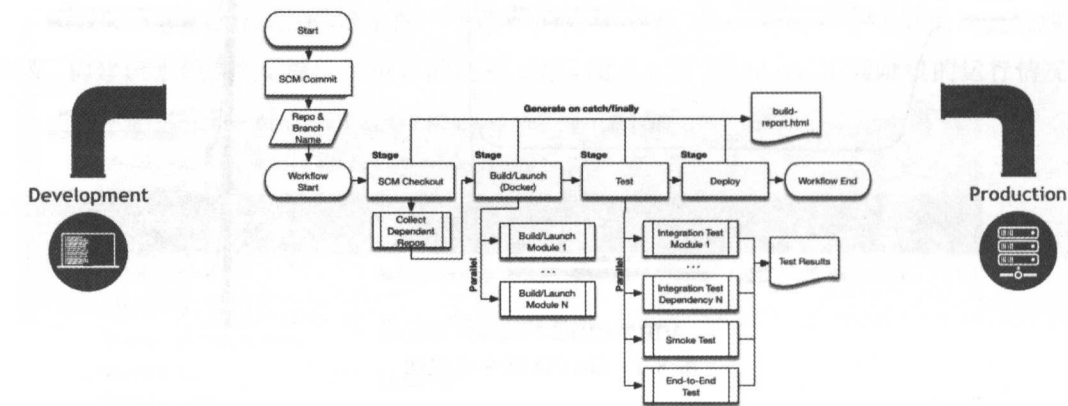 Start
SCM Commit
Repo &
Branch
Name
Generate on catch/finally
build-
report.html
Development
Production
Workflow
Start
Stage
SCM Checkout
Stage
Build/Launch
(Docker)
Stage
Test
Stage
Deploy
Workflow End
Collect
Dependent
Repos
Parallel
Build/Launch
Module 1
...
Build/Launch
Module N
Parallel
Integration Test
Module 1
...
Integration Test
Dependency N
Smoke Test
End-to-End
Test
Test Results